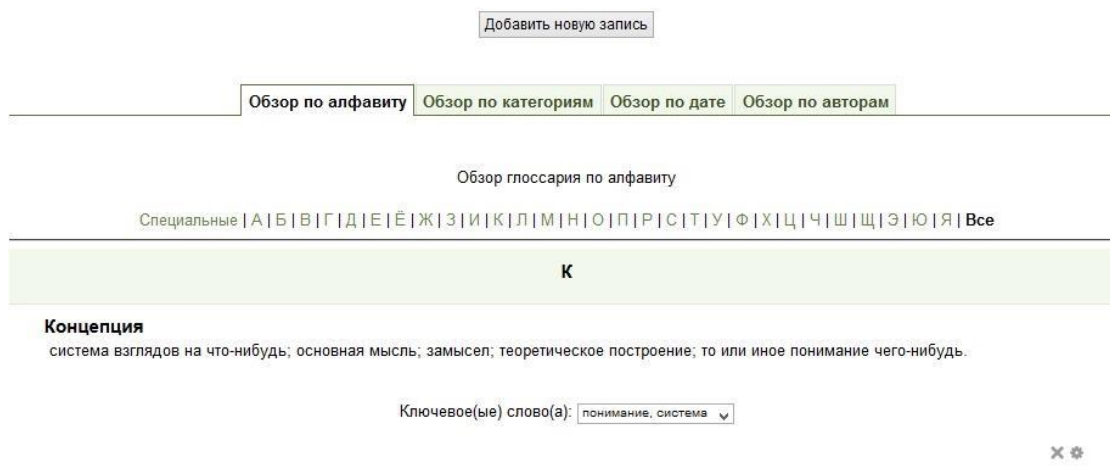 Добавить новую запись
Обзор по алфавиту Обзор по категориям Обзор по дате Обзор по авторам
Обзор глоссария по алфавиту
Специальные | А | Б | В | Г | Д | Е | Ё | Ж | З | И | К | Л | М | Н | О | П | Р | С | Т | У | Ф | Х | Ц | Ч | Ш | Щ | Э | Ю | Я | Все
К
Концепция
система взглядов на что-нибудь; основная мысль; замысел; теоретическое построение; то или иное понимание чего-нибудь.
Ключевое(ые) слово(а): понимание, система